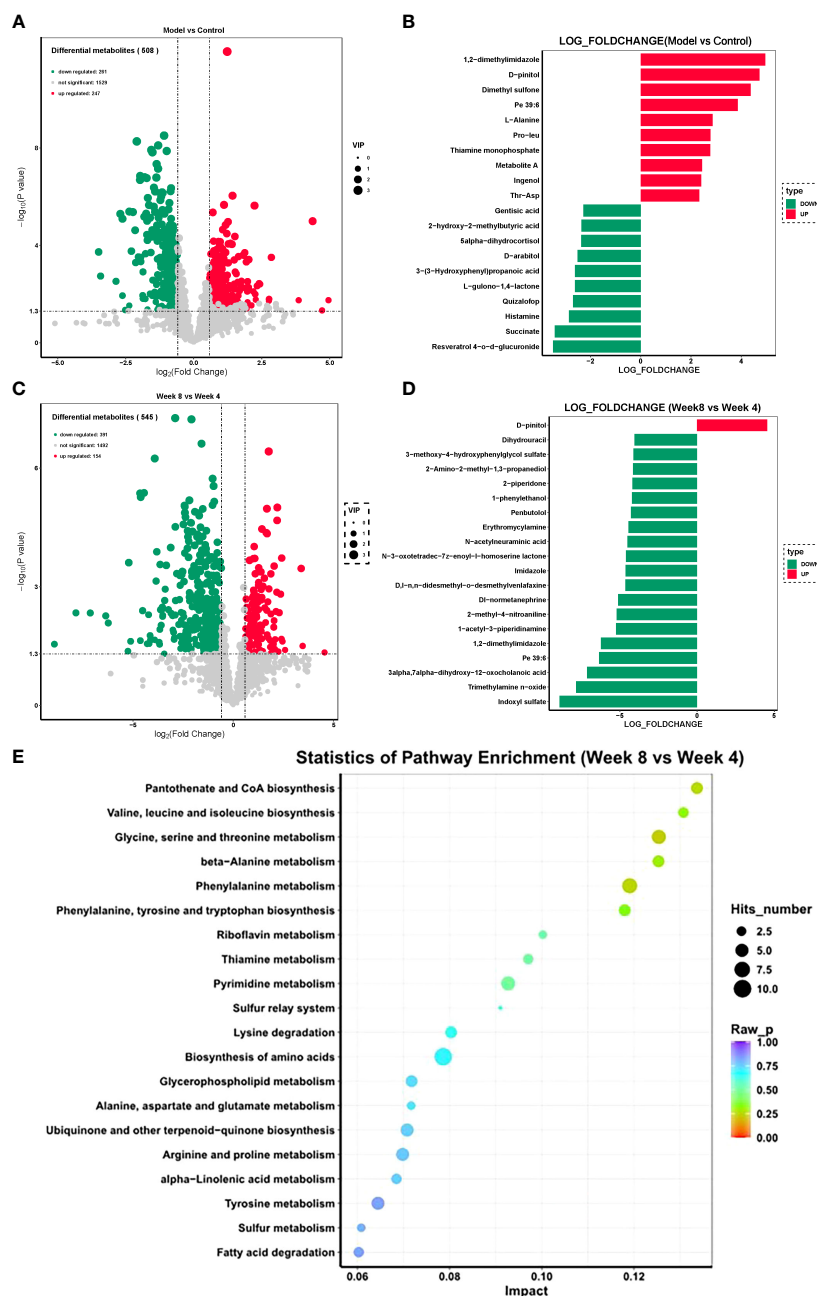 A
Model vs Control
Differential metabolites ( 508 )
down regulated: 261
not significant: 1529
up regulated: 247
−log10(P value)
8
4
1.3
0
−5.0
−2.5
0.0
2.5
5.0
log2(Fold Change)
VIP
0
1
2
3
B
LOG_FOLDCHANGE(Model vs Control)
1,2−dimethylimidazole
D−pinitol
Dimethyl sulfone
Pe 39:6
L−Alanine
Pro−leu
Thiamine monophosphate
Metabolite A
Ingenol
Thr−Asp
Gentisic acid
2−hydroxy−2−methylbutyric acid
5alpha−dihydrocortisol
D−arabitol
3−(3−Hydroxyphenyl)propanoic acid
L−gulono−1,4−lactone
Quizalofop
Histamine
Succinate
Resveratrol 4−o−d−glucuronide
−2
0
2
4
LOG_FOLDCHANGE
type
DOWN
UP
C
Week 8 vs Week 4
Differential metabolites ( 545 )
down regulated: 391
not significant: 1492
up regulated: 154
−log10(P value)
6
3
1.3
0
−5
0
5
log2(Fold Change)
VIP
D
LOG_FOLDCHANGE (Week8 vs Week 4)
D−pinitol
Dihydrouracil
3−methoxy−4−hydroxyphenylglycol sulfate
2−Amino−2−methyl−1,3−propanediol
2−piperidone
1−phenylethanol
Penbutolol
Erythromycylamine
N−acetylneuraminic acid
N−3−oxotetradec−7z−enoyl−l−homoserine lactone
Imidazole
D,l−n,n−didesmethyl−o−desmethylvenlafaxine
Dl−normetanephrine
2−methyl−4−nitroaniline
1−acetyl−3−piperidinamine
1,2−dimethylimidazole
Pe 39:6
3alpha,7alpha−dihydroxy−12−oxocholanoic acid
Trimethylamine n−oxide
Indoxyl sulfate
−5
0
5
LOG_FOLDCHANGE
type
DOWN
UP
E
Statistics of Pathway Enrichment (Week 8 vs Week 4)
Pantothenate and CoA biosynthesis
Valine, leucine and isoleucine biosynthesis
Glycine, serine and threonine metabolism
beta−Alanine metabolism
Phenylalanine metabolism
Phenylalanine, tyrosine and tryptophan biosynthesis
Riboflavin metabolism
Thiamine metabolism
Pyrimidine metabolism
Sulfur relay system
Lysine degradation
Biosynthesis of amino acids
Glycerophospholipid metabolism
Alanine, aspartate and glutamate metabolism
Ubiquinone and other terpenoid−quinone biosynthesis
Arginine and proline metabolism
alpha−Linolenic acid metabolism
Tyrosine metabolism
Sulfur metabolism
Fatty acid degradation
0.06
0.08
0.10
0.12
Impact
Hits_number
2.5
5.0
7.5
10.0
Raw_p
1.00
0.75
0.50
0.25
0.00